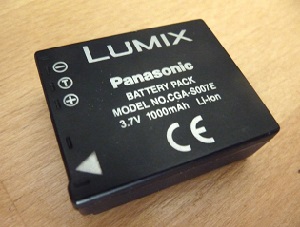 LUMIX
Panasonic
BATTERY PACK
MODEL NO.CGA-S007E
3.7V 1000mAh Li-ion
CE